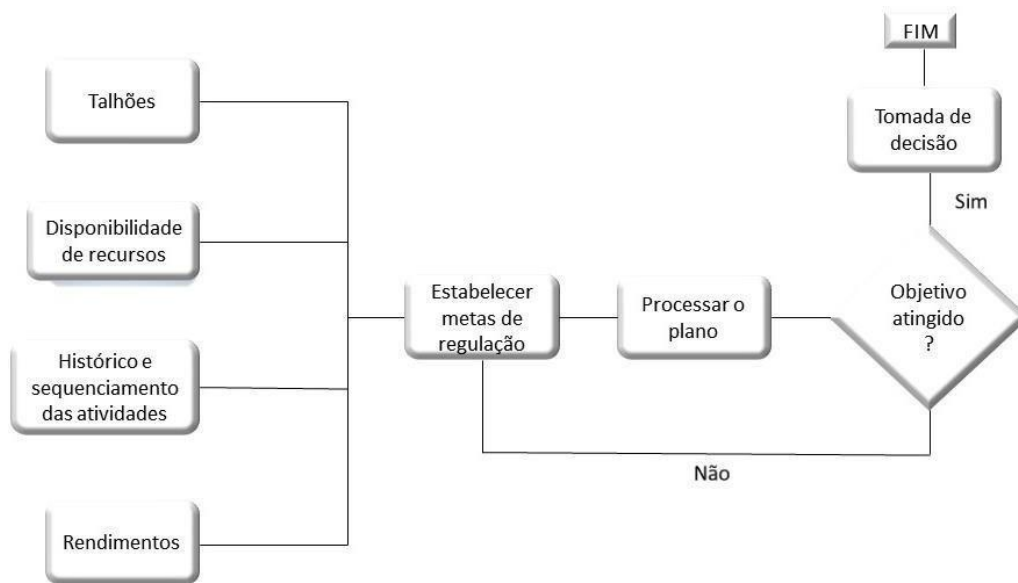 FIM
Talhões
Tomada de
decisão
Sim
Disponibilidade
de recursos
Estabelecer
metas de
regulação
Processar o
plano
Objetivo
atingido
?
Histórico e
sequenciamento
das atividades
Não
Rendimentos